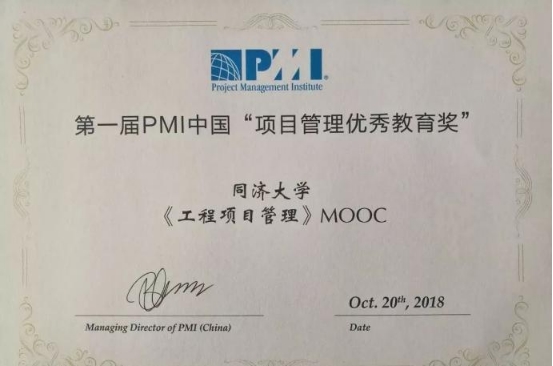 PMI
Project Management Institute
第一届PMI中国“项目管理优秀教育奖”
同济大学
《工程项目管理》MOOC
Oct. 20th, 2018
Managing Director of PMI (China)
Date